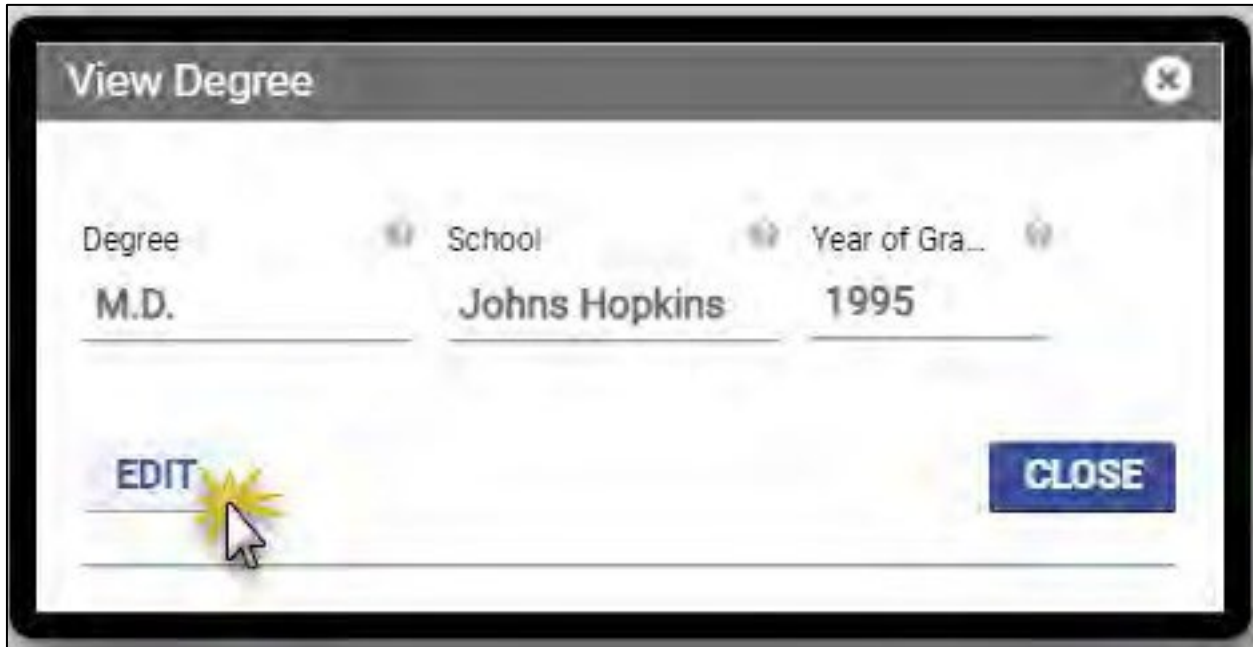 View Degree
Degree School Year of Gra...
M.D. Johns Hopkins 1995
EDIT CLOSE